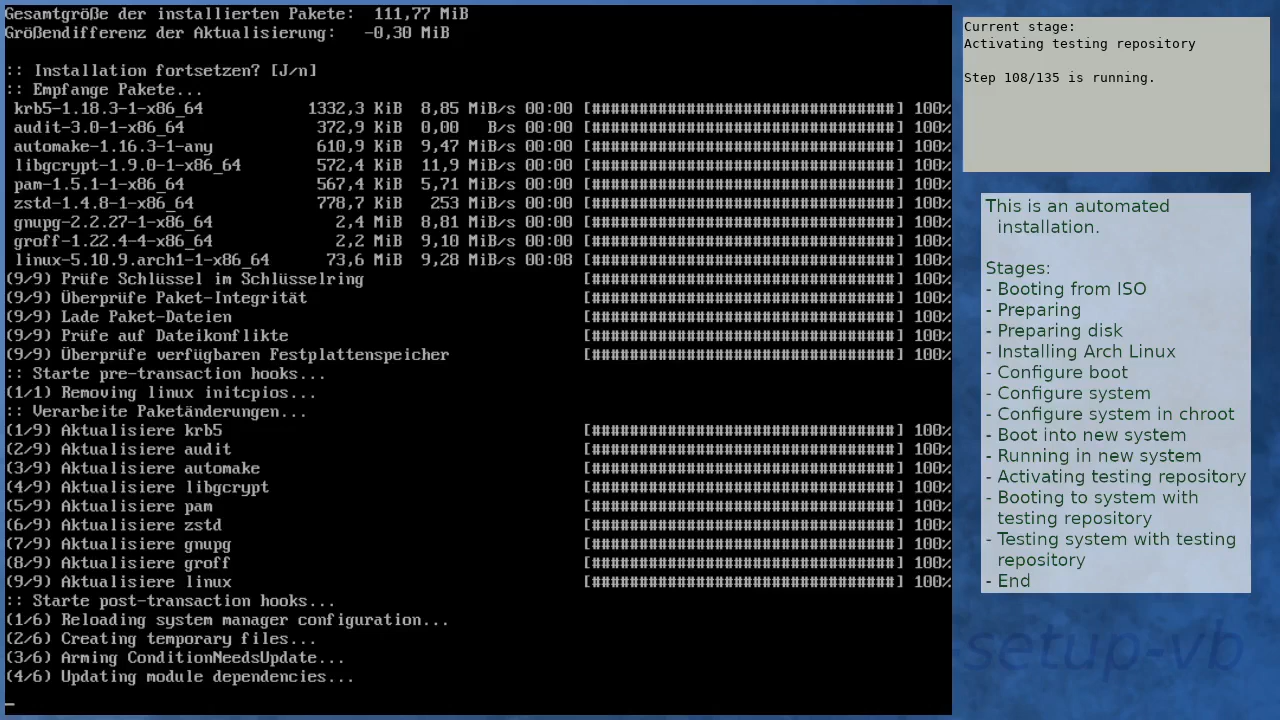 Gesamtgröße der installierten Pakete:  111,77 MiB
Größendifferenz der Aktualisierung:   -0,30 MiB
:: Installation fortsetzen? [J/n]
:: Empfange Pakete...
krb5-1.18.3-1-x86_64 1332,3 KiB 8,85 MiB/s 00:00 [################################] 100%
audit-3.0-1-x86_64 372,9 KiB 0,00 B/s 00:00 [################################] 100%
automake-1.16.3-1-any 610,9 KiB 9,47 MiB/s 00:00 [################################] 100%
libgcrypt-1.9.0-1-x86_64 572,4 KiB 11,9 MiB/s 00:00 [################################] 100%
pam-1.5.1-1-x86_64 567,4 KiB 5,71 MiB/s 00:00 [################################] 100%
zstd-1.4.8-1-x86_64 778,7 KiB 253 MiB/s 00:00 [################################] 100%
gnupg-2.2.27-1-x86_64 2,4 MiB 8,81 MiB/s 00:00 [################################] 100%
groff-1.22.4-4-x86_64 2,2 MiB 9,10 MiB/s 00:00 [################################] 100%
linux-5.10.9.arch1-1-x86_64 73,6 MiB 9,28 MiB/s 00:08 [################################] 100%
(9/9) Prüfe Schlüssel im Schlüsselring [################################] 100%
(9/9) Überprüfe Paket-Integrität [################################] 100%
(9/9) Lade Paket-Dateien [################################] 100%
(9/9) Prüfe auf Dateikonflikte [################################] 100%
(9/9) Überprüfe verfügbaren Festplattenspeicher [################################] 100%
:: Starte pre-transaction hooks...
(1/1) Removing linux initcpios...
:: Verarbeite Paketänderungen...
(1/9) Aktualisiere krb5 [################################] 100%
(2/9) Aktualisiere audit [################################] 100%
(3/9) Aktualisiere automake [################################] 100%
(4/9) Aktualisiere libgcrypt [################################] 100%
(5/9) Aktualisiere pam [################################] 100%
(6/9) Aktualisiere zstd [################################] 100%
(7/9) Aktualisiere gnupg [################################] 100%
(8/9) Aktualisiere groff [################################] 100%
(9/9) Aktualisiere linux [################################] 100%
:: Starte post-transaction hooks...
(1/6) Reloading system manager configuration...
(2/6) Creating temporary files...
(3/6) Arming ConditionNeedsUpdate...
(4/6) Updating module dependencies...
_
Current stage:
Activating testing repository
Step 108/135 is running.
This is an automated
installation.
Stages:
- Booting from ISO
- Preparing
- Preparing disk
- Installing Arch Linux
- Configure boot
- Configure system
- Configure system in chroot
- Boot into new system
- Running in new system
- Activating testing repository
- Booting to system with
testing repository
- Testing system with testing
repository
- End
-setup-vb